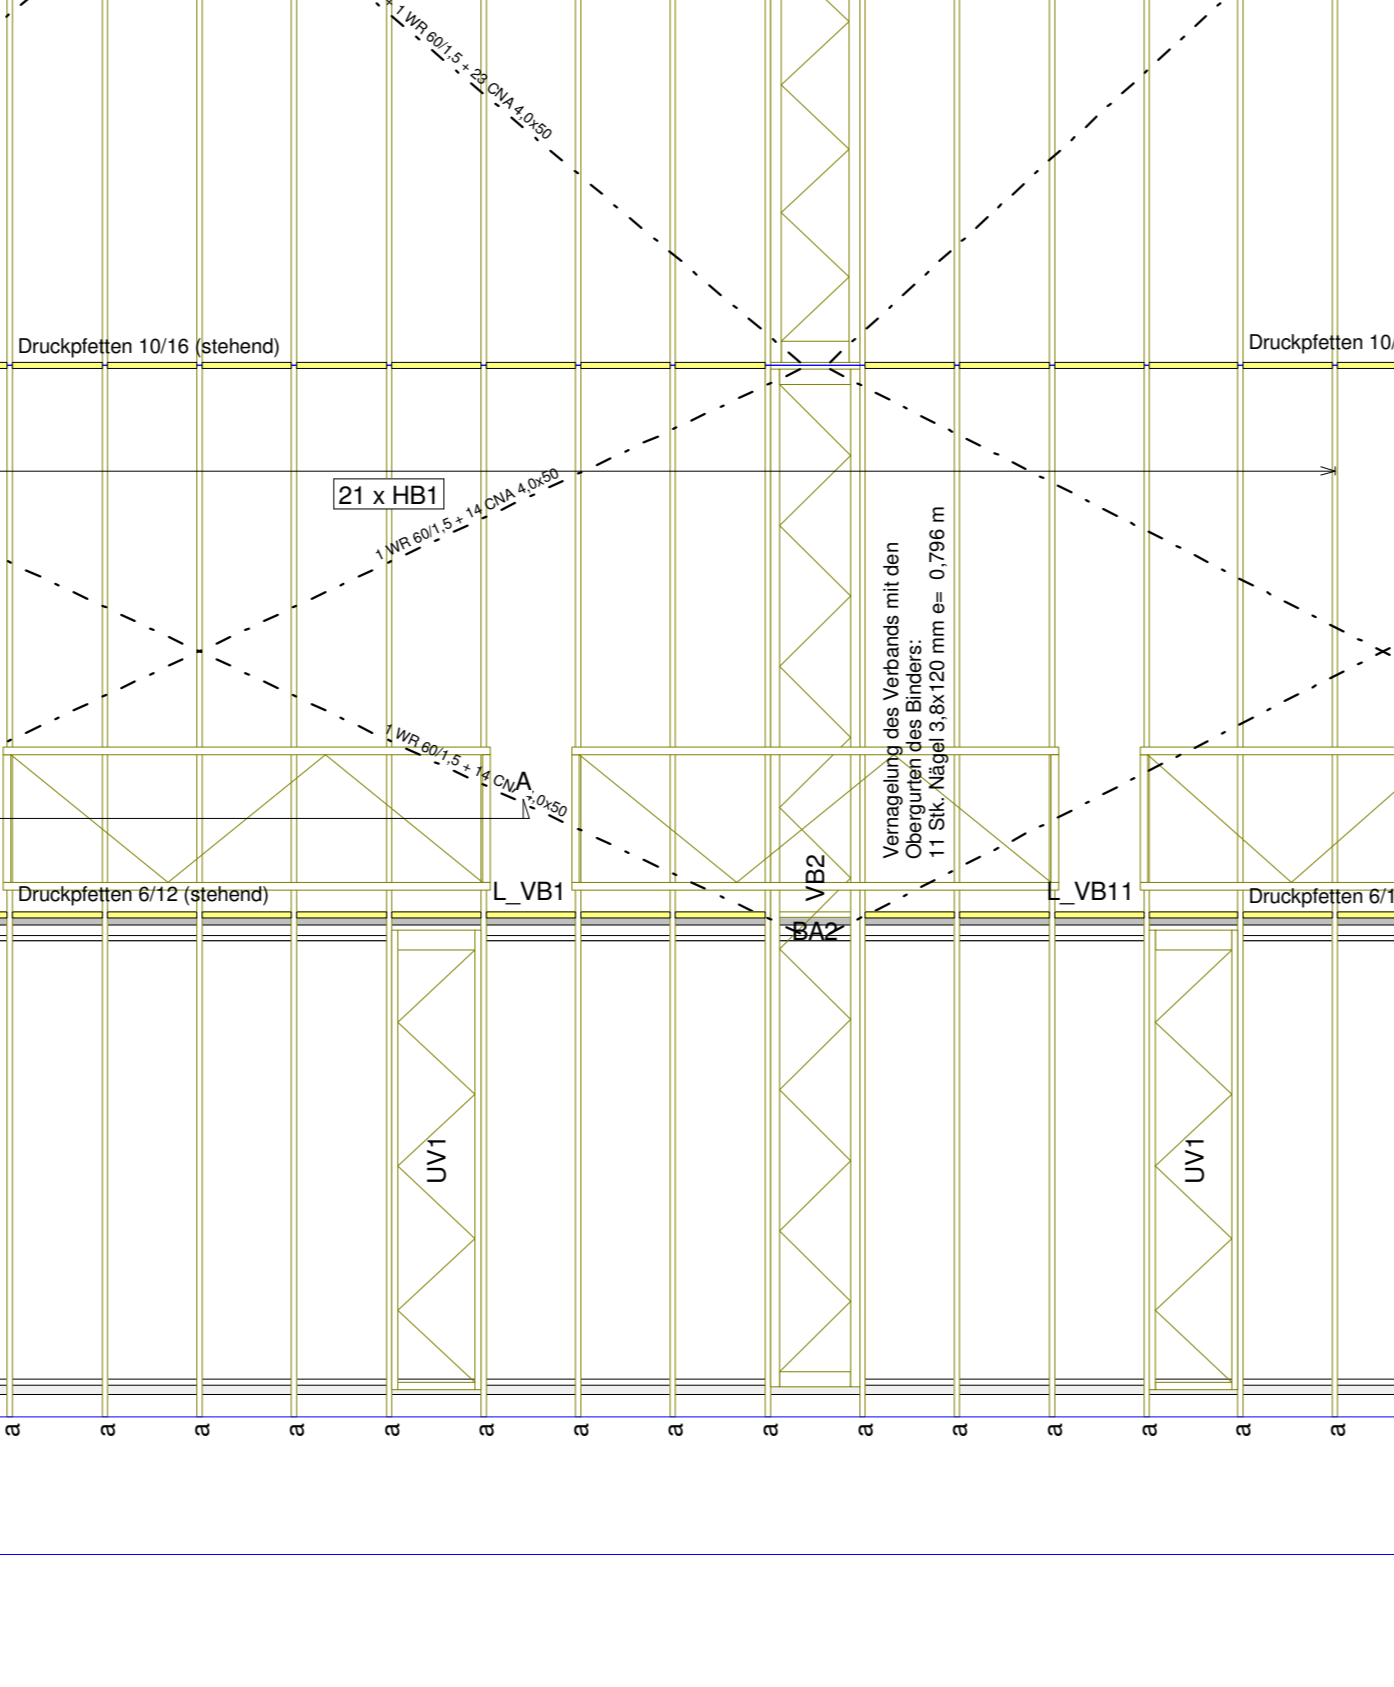 + 1 WR 60/1,5 + 23 CNA 4,0x50
Druckpfetten 10/16 (stehend)
Druckpfetten 10/
21 x HB1
1 WR 60/1,5 + 14 CNA 4,0x50
Vernagelung des Verbands mit den
Obergurten des Binders:
11 Stk. Nägel 3,8x120 mm e= 0,796 m
1 WR 60/1,5 + 14 CNA 4,0x50
A
Druckpfetten 6/12 (stehend)
L_VB1
VB2
L_VB11
Druckpfetten 6/1
BA2
UV1
UV1
a a a a a a a a a a a a a a a